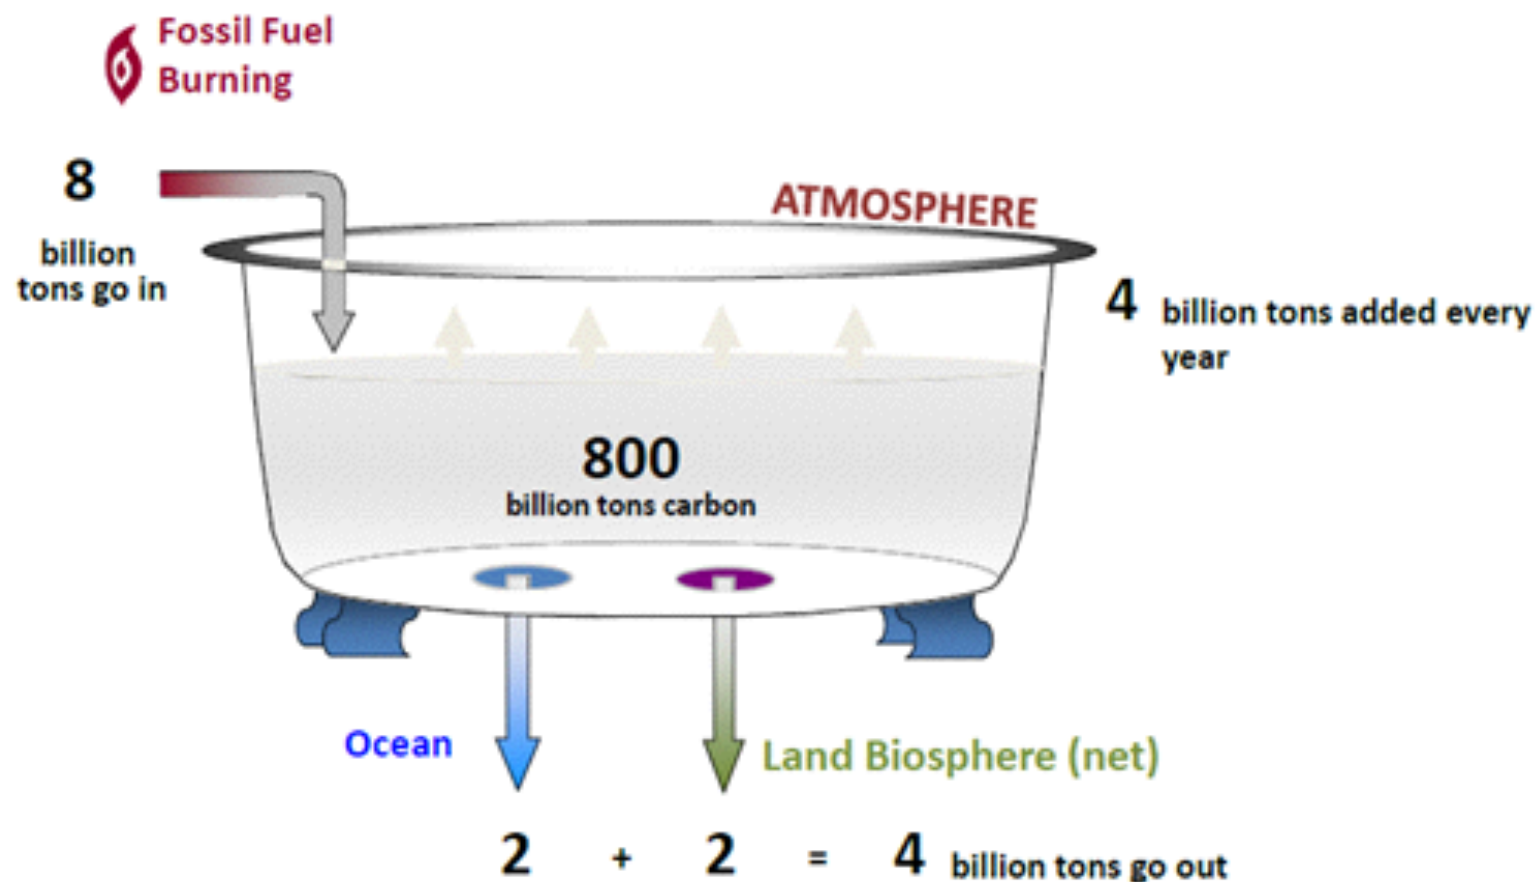 Fossil Fuel
Burning
8
billion
tons go in
ATMOSPHERE
4 billion tons added every
year
800
billion tons carbon
Ocean
Land Biosphere (net)
2 + 2 = 4 billion tons go out